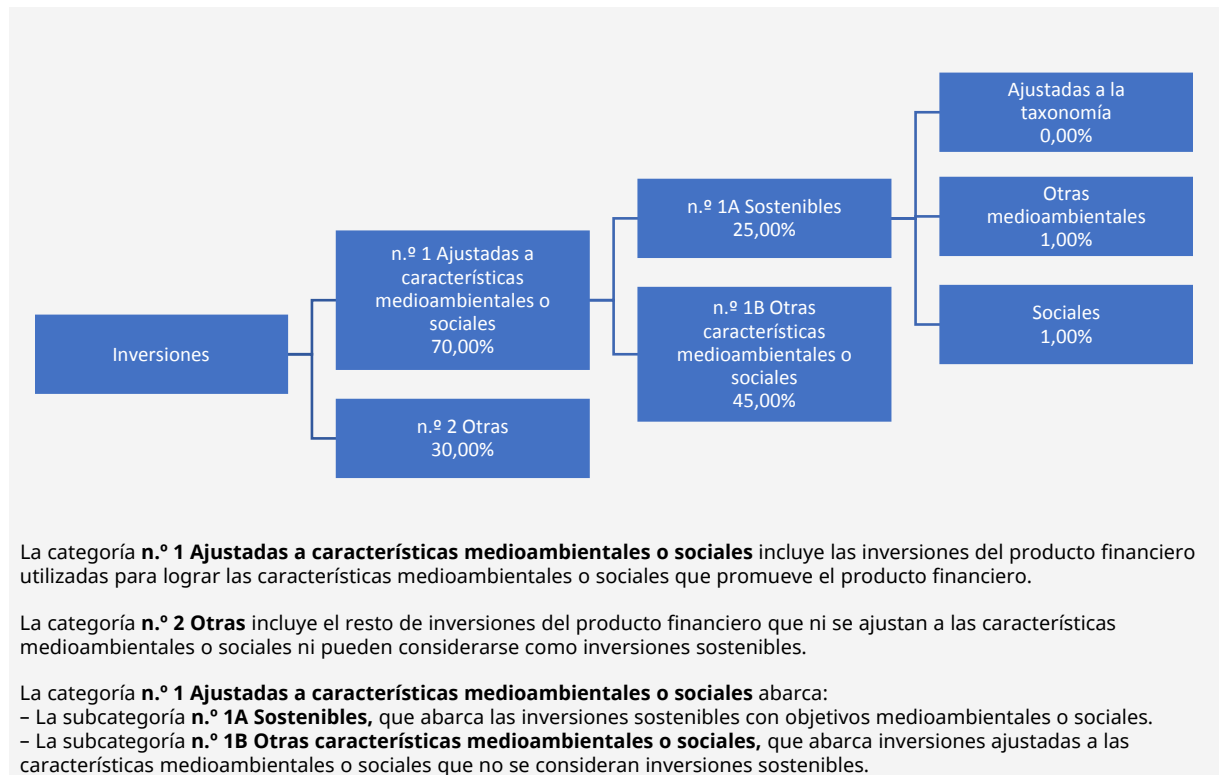 Inversiones
n.º 1 Ajustadas a
características
medioambientales o
sociales
70,00%
n.º 2 Otras
30,00%
n.º 1A Sostenibles
25,00%
n.º 1B Otras
características
medioambientales o
sociales
45,00%
Ajustadas a la
taxonomía
0,00%
Otras
medioambientales
1,00%
Sociales
1,00%
La categoría n.º 1 Ajustadas a características medioambientales o sociales incluye las inversiones del producto financiero
utilizadas para lograr las características medioambientales o sociales que promueve el producto financiero.
La categoría n.º 2 Otras incluye el resto de inversiones del producto financiero que ni se ajustan a las características
medioambientales o sociales ni pueden considerarse como inversiones sostenibles.
La categoría n.º 1 Ajustadas a características medioambientales o sociales abarca:
– La subcategoría n.º 1A Sostenibles, que abarca las inversiones sostenibles con objetivos medioambientales o sociales.
– La subcategoría n.º 1B Otras características medioambientales o sociales, que abarca inversiones ajustadas a las
características medioambientales o sociales que no se consideran inversiones sostenibles.